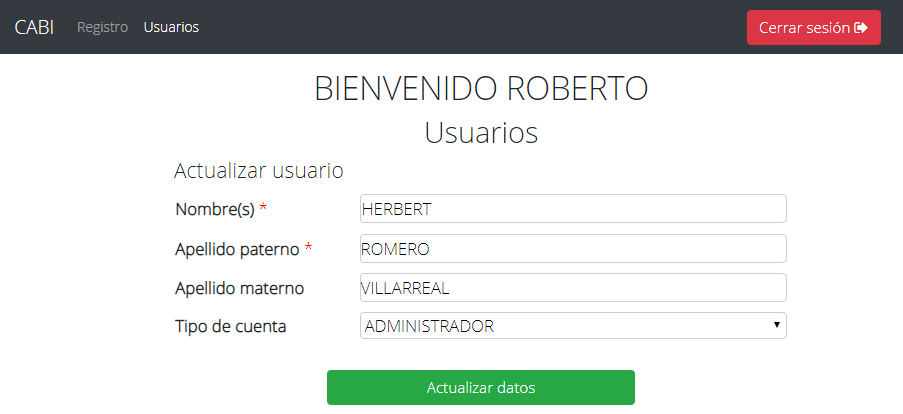 CABI Registro Usuarios Cerrar sesión
BIENVENIDO ROBERTO
Usuarios
Actualizar usuario
Nombre(s) * HERBERT
Apellido paterno * ROMERO
Apellido materno VILLARREAL
Tipo de cuenta ADMINISTRADOR
Actualizar datos